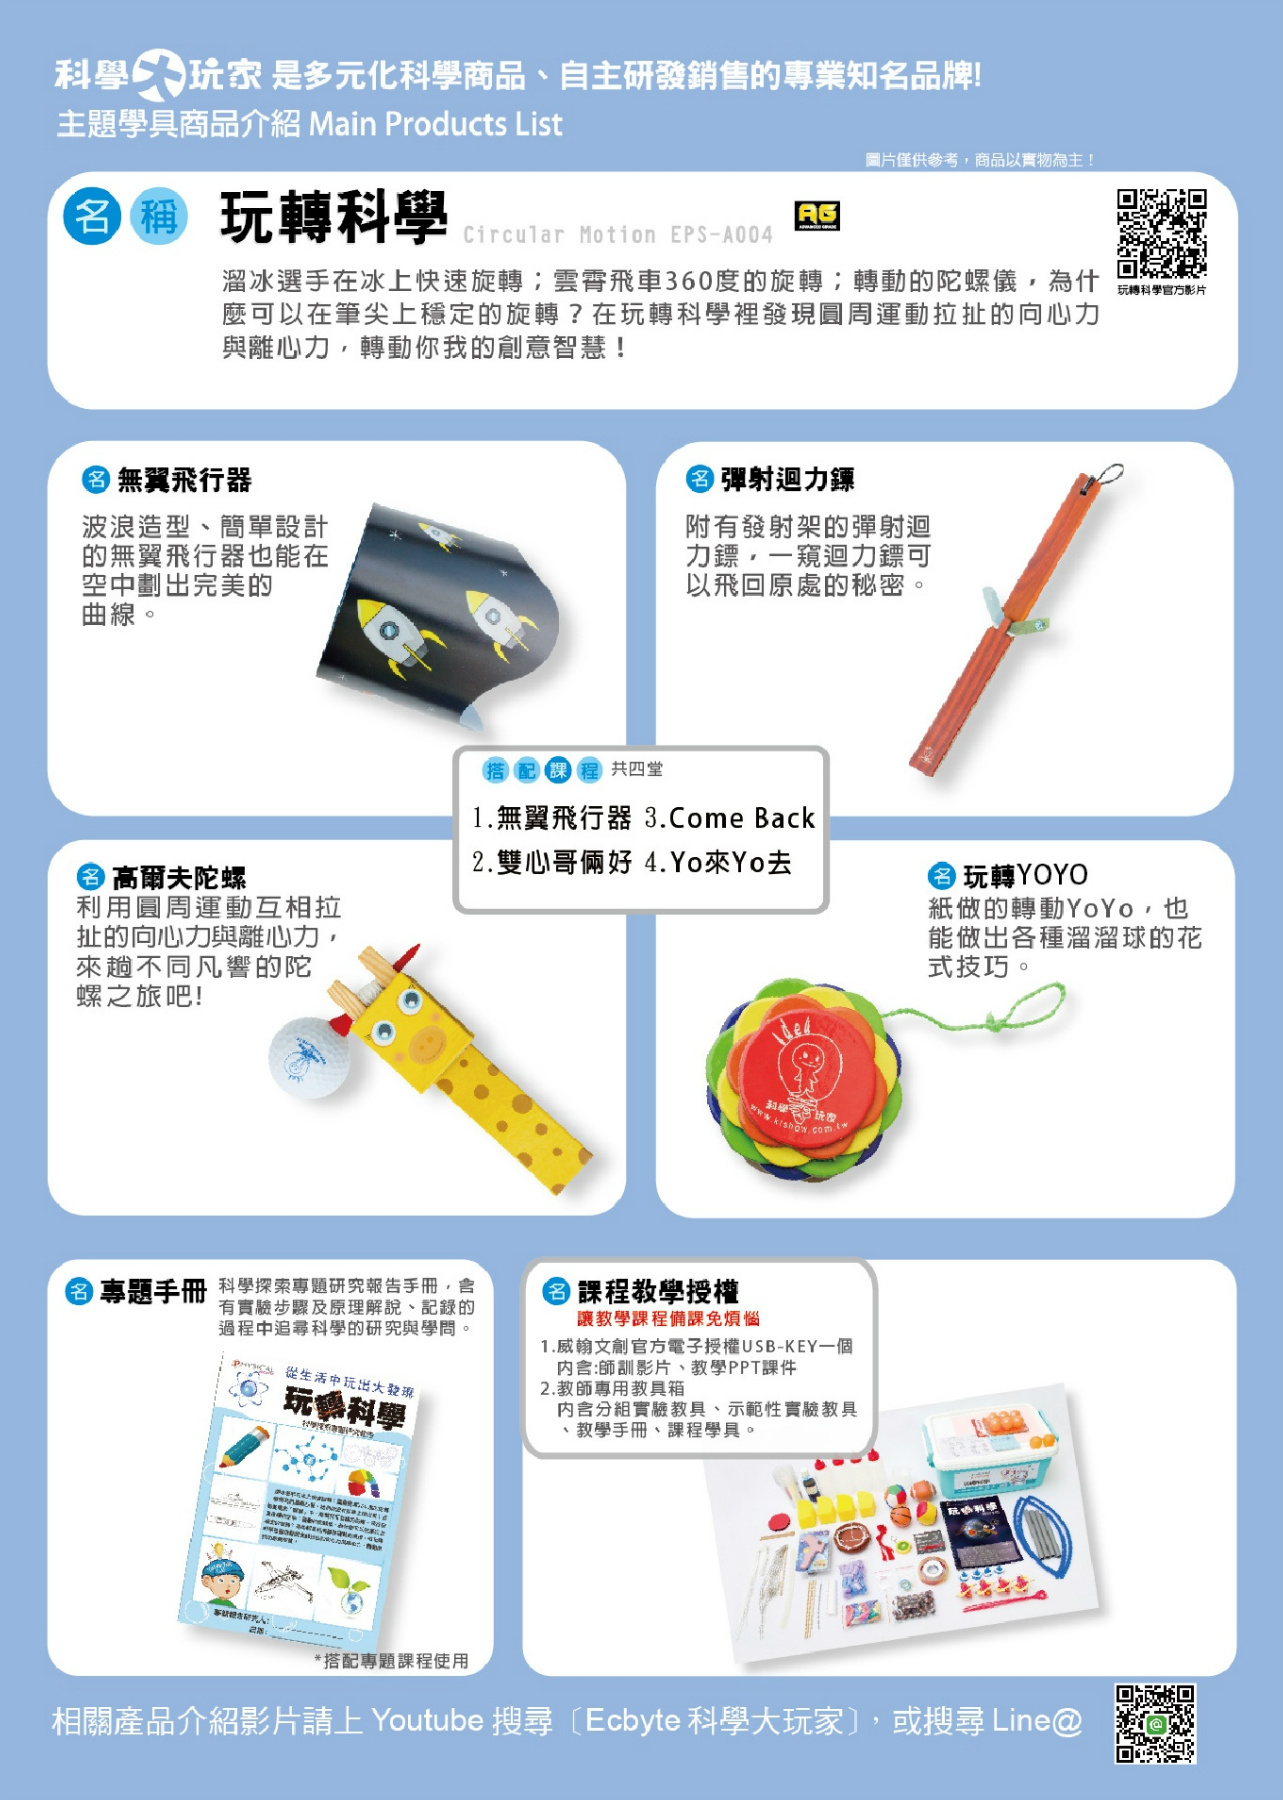 科學大玩家 是多元化科學商品、自主研發銷售的專業知名品牌!
主題學具商品介紹 Main Products List
圖片僅供參考，商品以實物為主！
名稱 玩轉科學 Circular Motion EPS-A004 AG
ADVANCED GRADE
溜冰選手在冰上快速旋轉；雲霄飛車360度的旋轉；轉動的陀螺儀，為什
麼可以在筆尖上穩定的旋轉？在玩轉科學裡發現圓周運動拉扯的向心力
與離心力，轉動你我的創意智慧！
玩轉科學官方影片
名 無翼飛行器
波浪造型、簡單設計
的無翼飛行器也能在
空中劃出完美的
曲線。
名 彈射迴力鏢
附有發射架的彈射迴
力鏢，一窺迴力鏢可
以飛回原處的秘密。
搭配課程 共四堂
1.無翼飛行器 3.Come Back
2.雙心哥倆好 4.Yo來Yo去
名 高爾夫陀螺
利用圓周運動互相拉
扯的向心力與離心力，
來趟不同凡響的陀
螺之旅吧!
名 玩轉YOYO
紙做的轉動YoYo，也
能做出各種溜溜球的花
式技巧。
idea
科學大玩家
www.kishow.com.tw
名 專題手冊
科學探索專題研究報告手冊，含
有實驗步驟及原理解說、記錄的
過程中追尋科學的研究與學問。
PHYSICAL
從生活中玩出大發現
玩轉科學
*搭配專題課程使用
名 課程教學授權
讓教學課程備課免煩惱
1.威翰文創官方電子授權USB-KEY一個
內含:師訓影片、教學PPT課件
2.教師專用教具箱
內含分組實驗教具、示範性實驗教具
、教學手冊、課程學具。
玩轉科學
相關產品介紹影片請上 Youtube 搜尋〔Ecbyte 科學大玩家〕，或搜尋 Line@